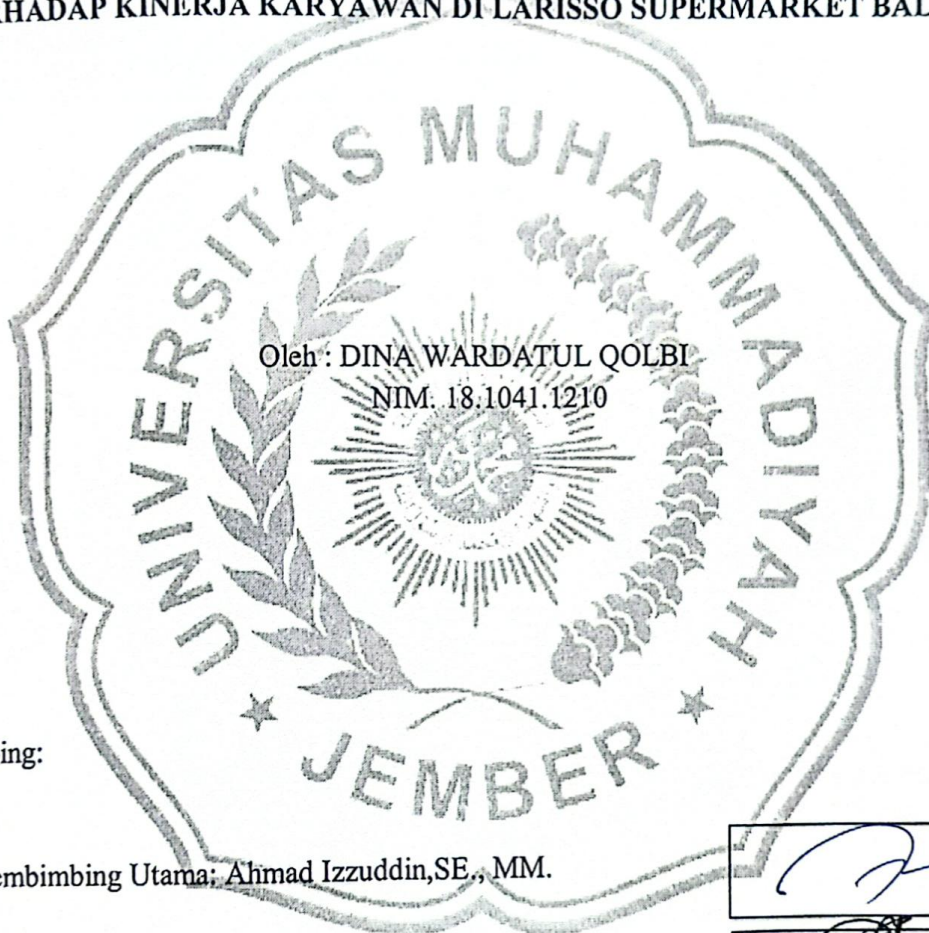 HADAP KINERJA KARYAWAN DI LARISSO SUPERMARKET BAL
UNIVERSITAS MUHAMMADIYAH
Oleh : DINA WARDATUL QOLBI
NIM. 18.1041.1210
JEMBER
ing:
embimbing Utama: Ahmad Izzuddin,SE., MM.